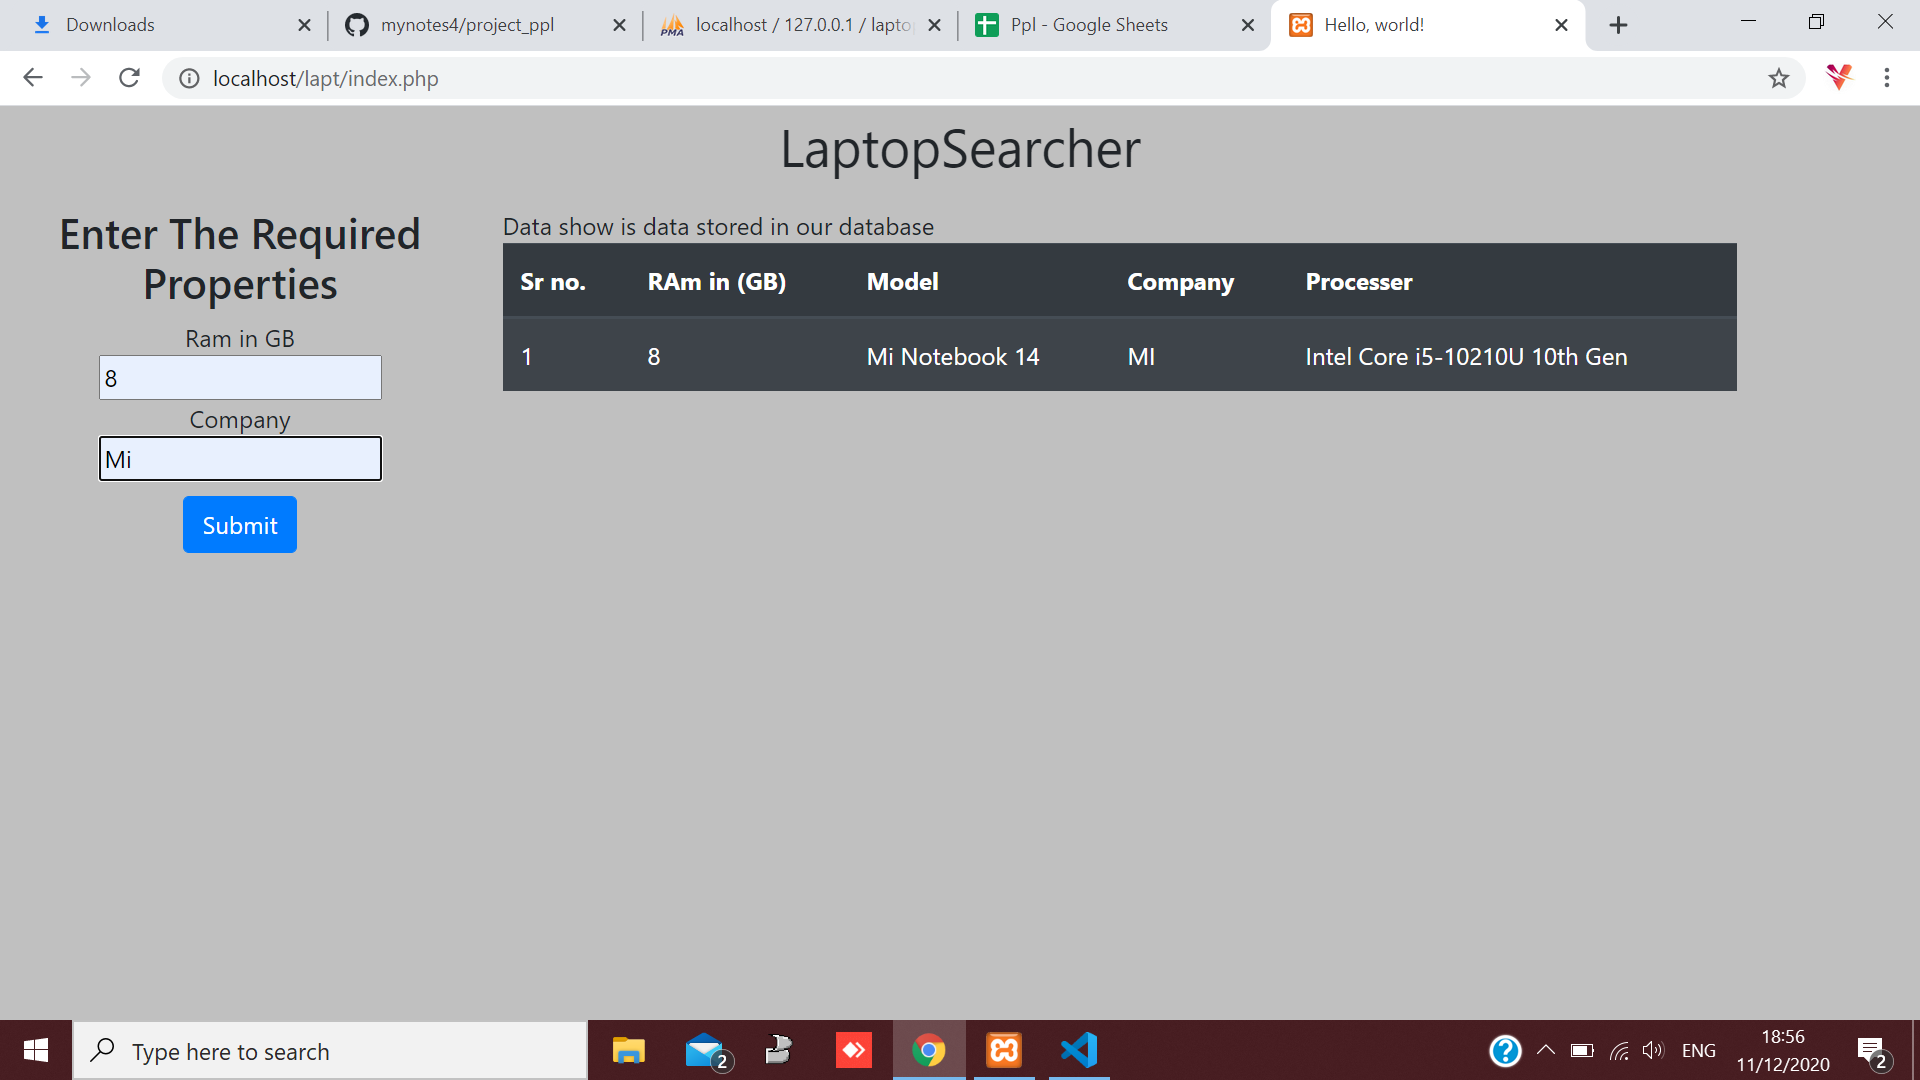 Downloads
mynotes4/project_ppl
PMA localhost / 127.0.0.1 / lapto
Ppl - Google Sheets
Hello, world!
localhost/lapt/index.php
LaptopSearcher
Enter The Required
Properties
Ram in GB
8
Company
Mi
Submit
Data show is data stored in our database
Sr no. RAm in (GB) Model Company Processer
1 8 Mi Notebook 14 MI Intel Core i5-10210U 10th Gen
Type here to search
2
ENG
18:56
11/12/2020
2